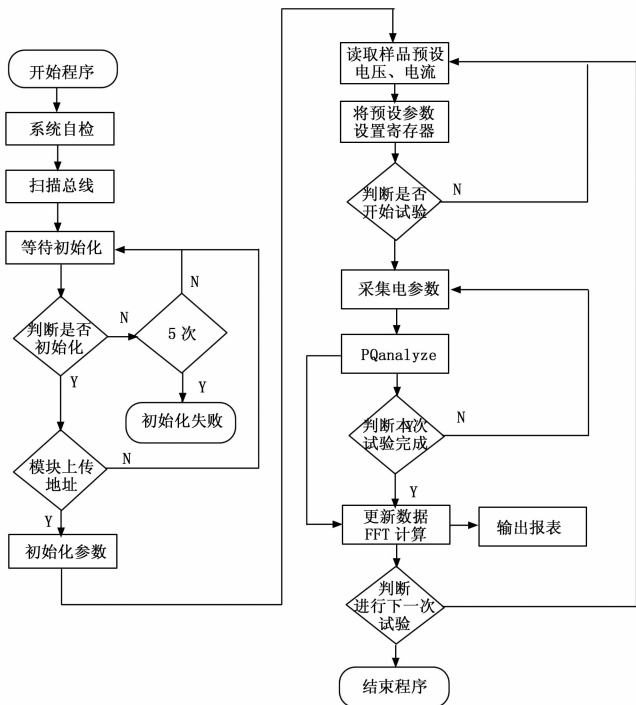 开始程序
系统自检
扫描总线
等待初始化
N
判断是否
初始化
N
5 次
Y
Y
初始化失败
模块上传
地址
N
Y
初始化参数
读取样品预设
电压、电流
将预设参数
设置寄存器
判断是否
开始试验
N
采集电参数
PQanalyze
判断本次
试验完成
N
Y
更新数据
FFT 计算
输出报表
判断
进行下一次
试验
结束程序